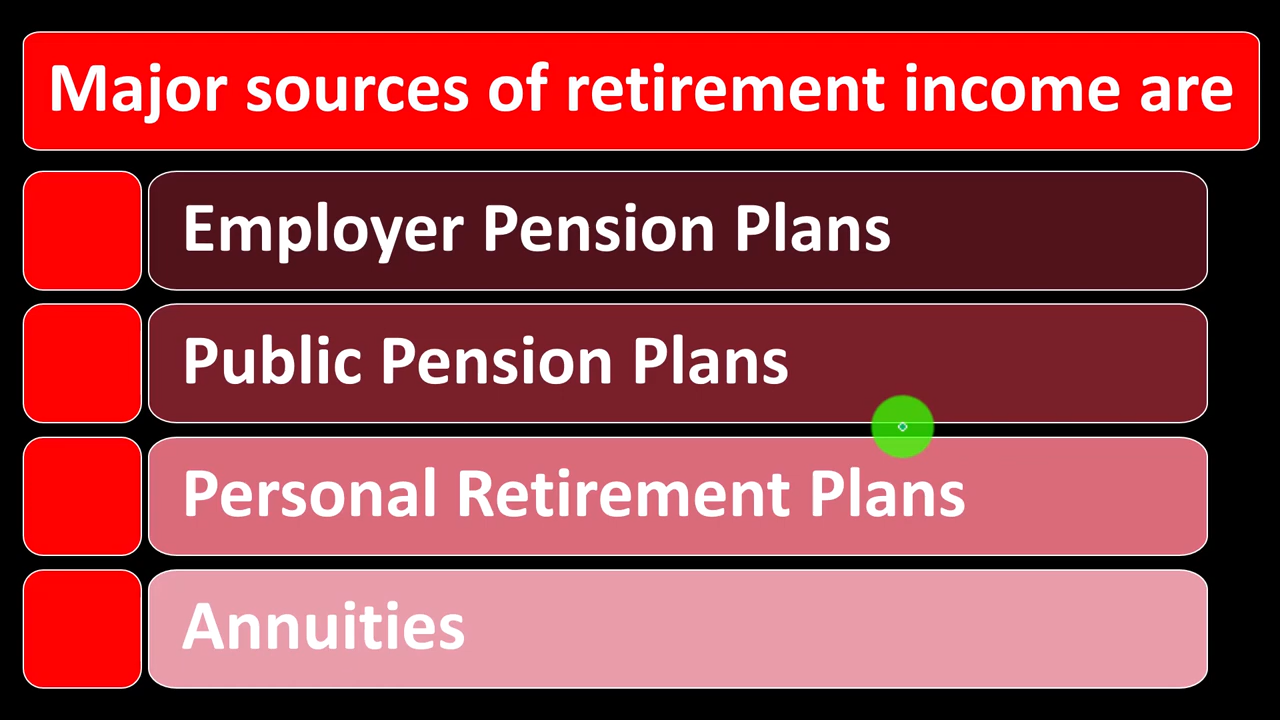 Major sources of retirement income are
Employer Pension Plans
Public Pension Plans
Personal Retirement Plans
Annuities